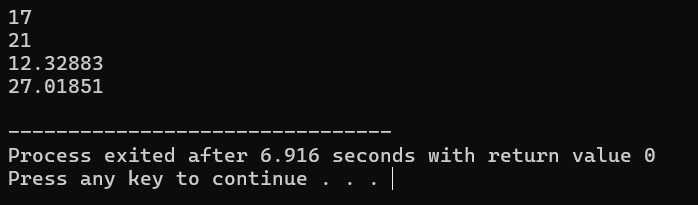 17
21
12.32883
27.01851
--------------------------------
Process exited after 6.916 seconds with return value 0
Press any key to continue . . .